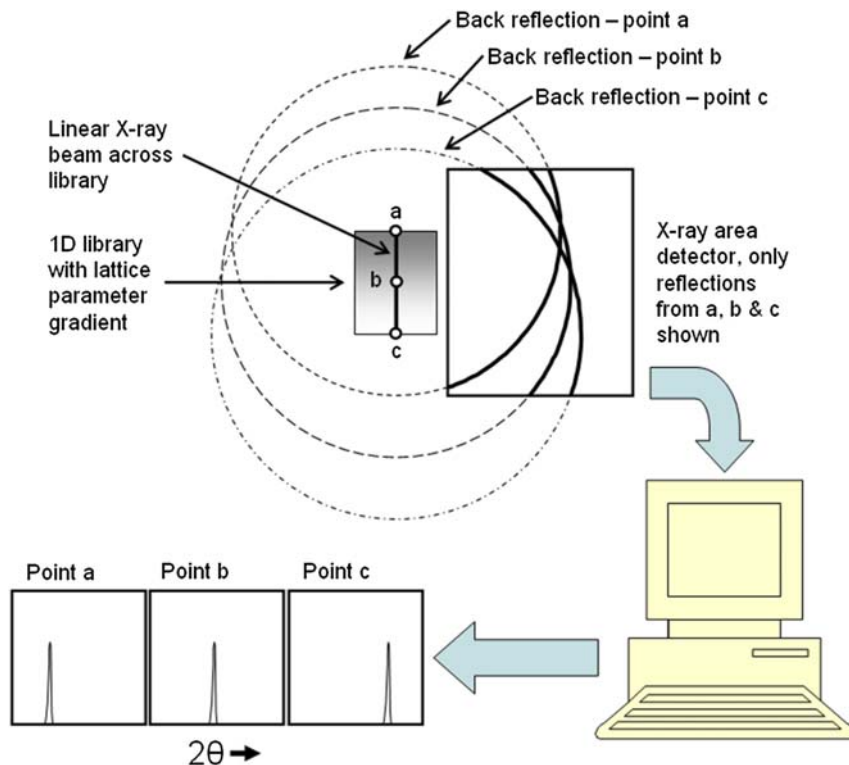 Back reflection – point a
Back reflection – point b
Back reflection – point c
Linear X-ray
beam across
library
a
1D library
with lattice
parameter
gradient
b
c
X-ray area
detector, only
reflections
from a, b & c
shown
Point a
Point b
Point c
2θ